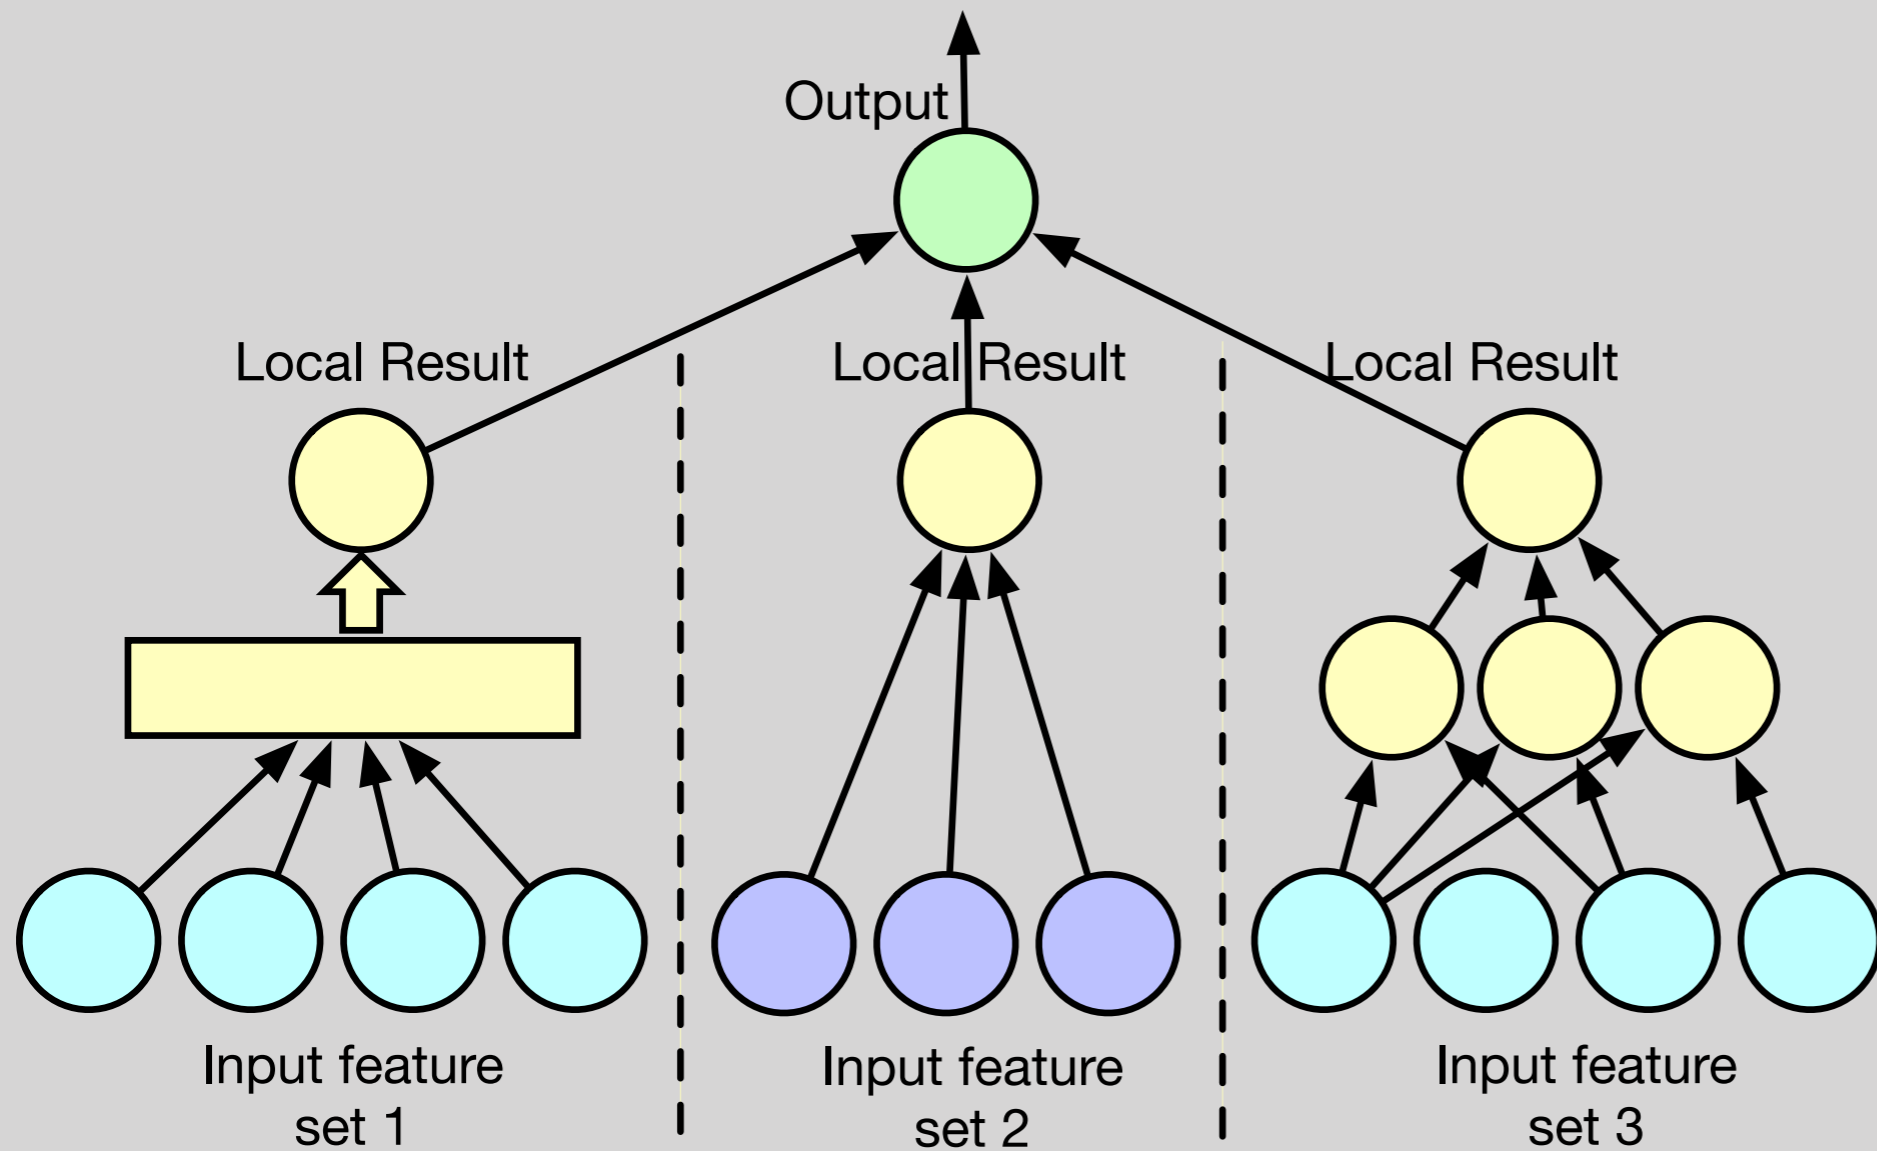 Output
Local Result
Local Result
Local Result
Input feature
set 1
Input feature
set 2
Input feature
set 3